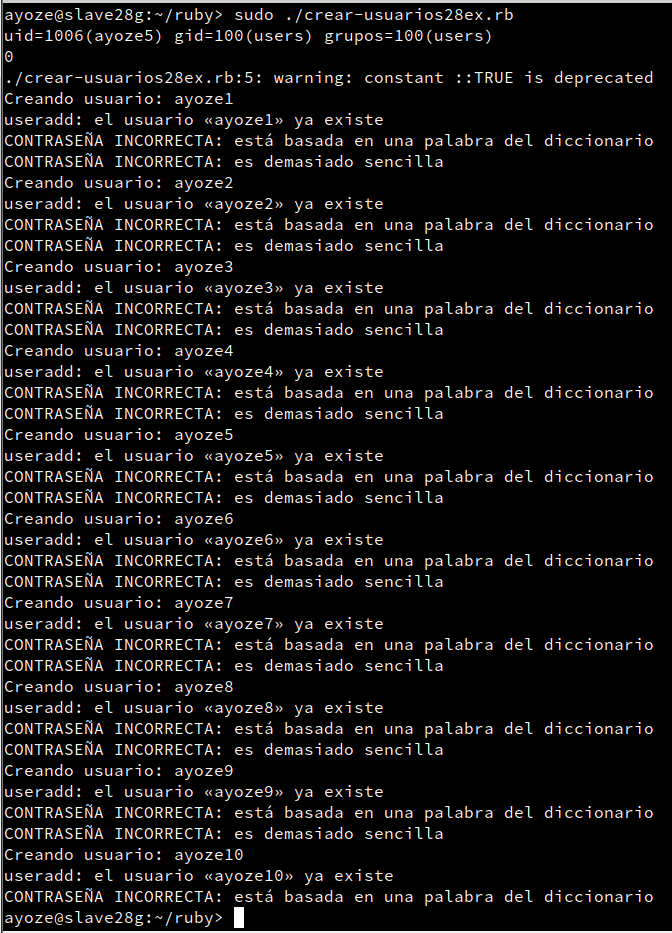 ayoze@slave28g:~/ruby> sudo ./crear-usuarios28ex.rb
uid=1006(ayoze5) gid=100(users) grupos=100(users)
0
./crear-usuarios28ex.rb:5: warning: constant ::TRUE is deprecated
Creando usuario: ayoze1
useradd: el usuario «ayoze1» ya existe
CONTRASEÑA INCORRECTA: está basada en una palabra del diccionario
CONTRASEÑA INCORRECTA: es demasiado sencilla
Creando usuario: ayoze2
useradd: el usuario «ayoze2» ya existe
CONTRASEÑA INCORRECTA: está basada en una palabra del diccionario
CONTRASEÑA INCORRECTA: es demasiado sencilla
Creando usuario: ayoze3
useradd: el usuario «ayoze3» ya existe
CONTRASEÑA INCORRECTA: está basada en una palabra del diccionario
CONTRASEÑA INCORRECTA: es demasiado sencilla
Creando usuario: ayoze4
useradd: el usuario «ayoze4» ya existe
CONTRASEÑA INCORRECTA: está basada en una palabra del diccionario
CONTRASEÑA INCORRECTA: es demasiado sencilla
Creando usuario: ayoze5
useradd: el usuario «ayoze5» ya existe
CONTRASEÑA INCORRECTA: está basada en una palabra del diccionario
CONTRASEÑA INCORRECTA: es demasiado sencilla
Creando usuario: ayoze6
useradd: el usuario «ayoze6» ya existe
CONTRASEÑA INCORRECTA: está basada en una palabra del diccionario
CONTRASEÑA INCORRECTA: es demasiado sencilla
Creando usuario: ayoze7
useradd: el usuario «ayoze7» ya existe
CONTRASEÑA INCORRECTA: está basada en una palabra del diccionario
CONTRASEÑA INCORRECTA: es demasiado sencilla
Creando usuario: ayoze8
useradd: el usuario «ayoze8» ya existe
CONTRASEÑA INCORRECTA: está basada en una palabra del diccionario
CONTRASEÑA INCORRECTA: es demasiado sencilla
Creando usuario: ayoze9
useradd: el usuario «ayoze9» ya existe
CONTRASEÑA INCORRECTA: está basada en una palabra del diccionario
CONTRASEÑA INCORRECTA: es demasiado sencilla
Creando usuario: ayoze10
useradd: el usuario «ayoze10» ya existe
CONTRASEÑA INCORRECTA: está basada en una palabra del diccionario
ayoze@slave28g:~/ruby>